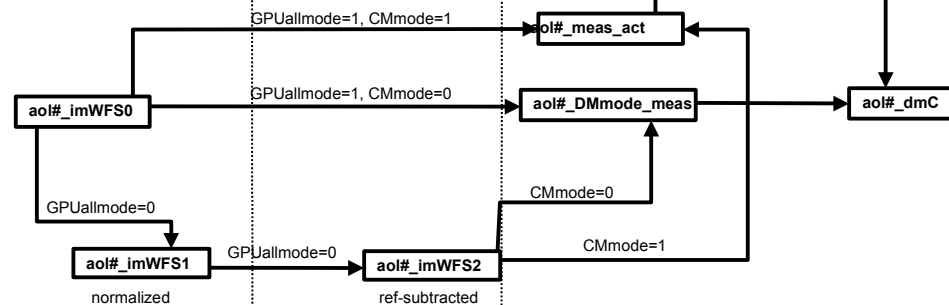 GPUallmode=1, CMmode=1
aol#_meas_act
GPUallmode=1, CMmode=0
aol#_imWFS0
aol#_DMmode_meas
aol#_dmC
CMmode=0
GPUallmode=0
CMmode=1
GPUallmode=0
aol#_imWFS1
aol#_imWFS2
normalized
ref-subtracted